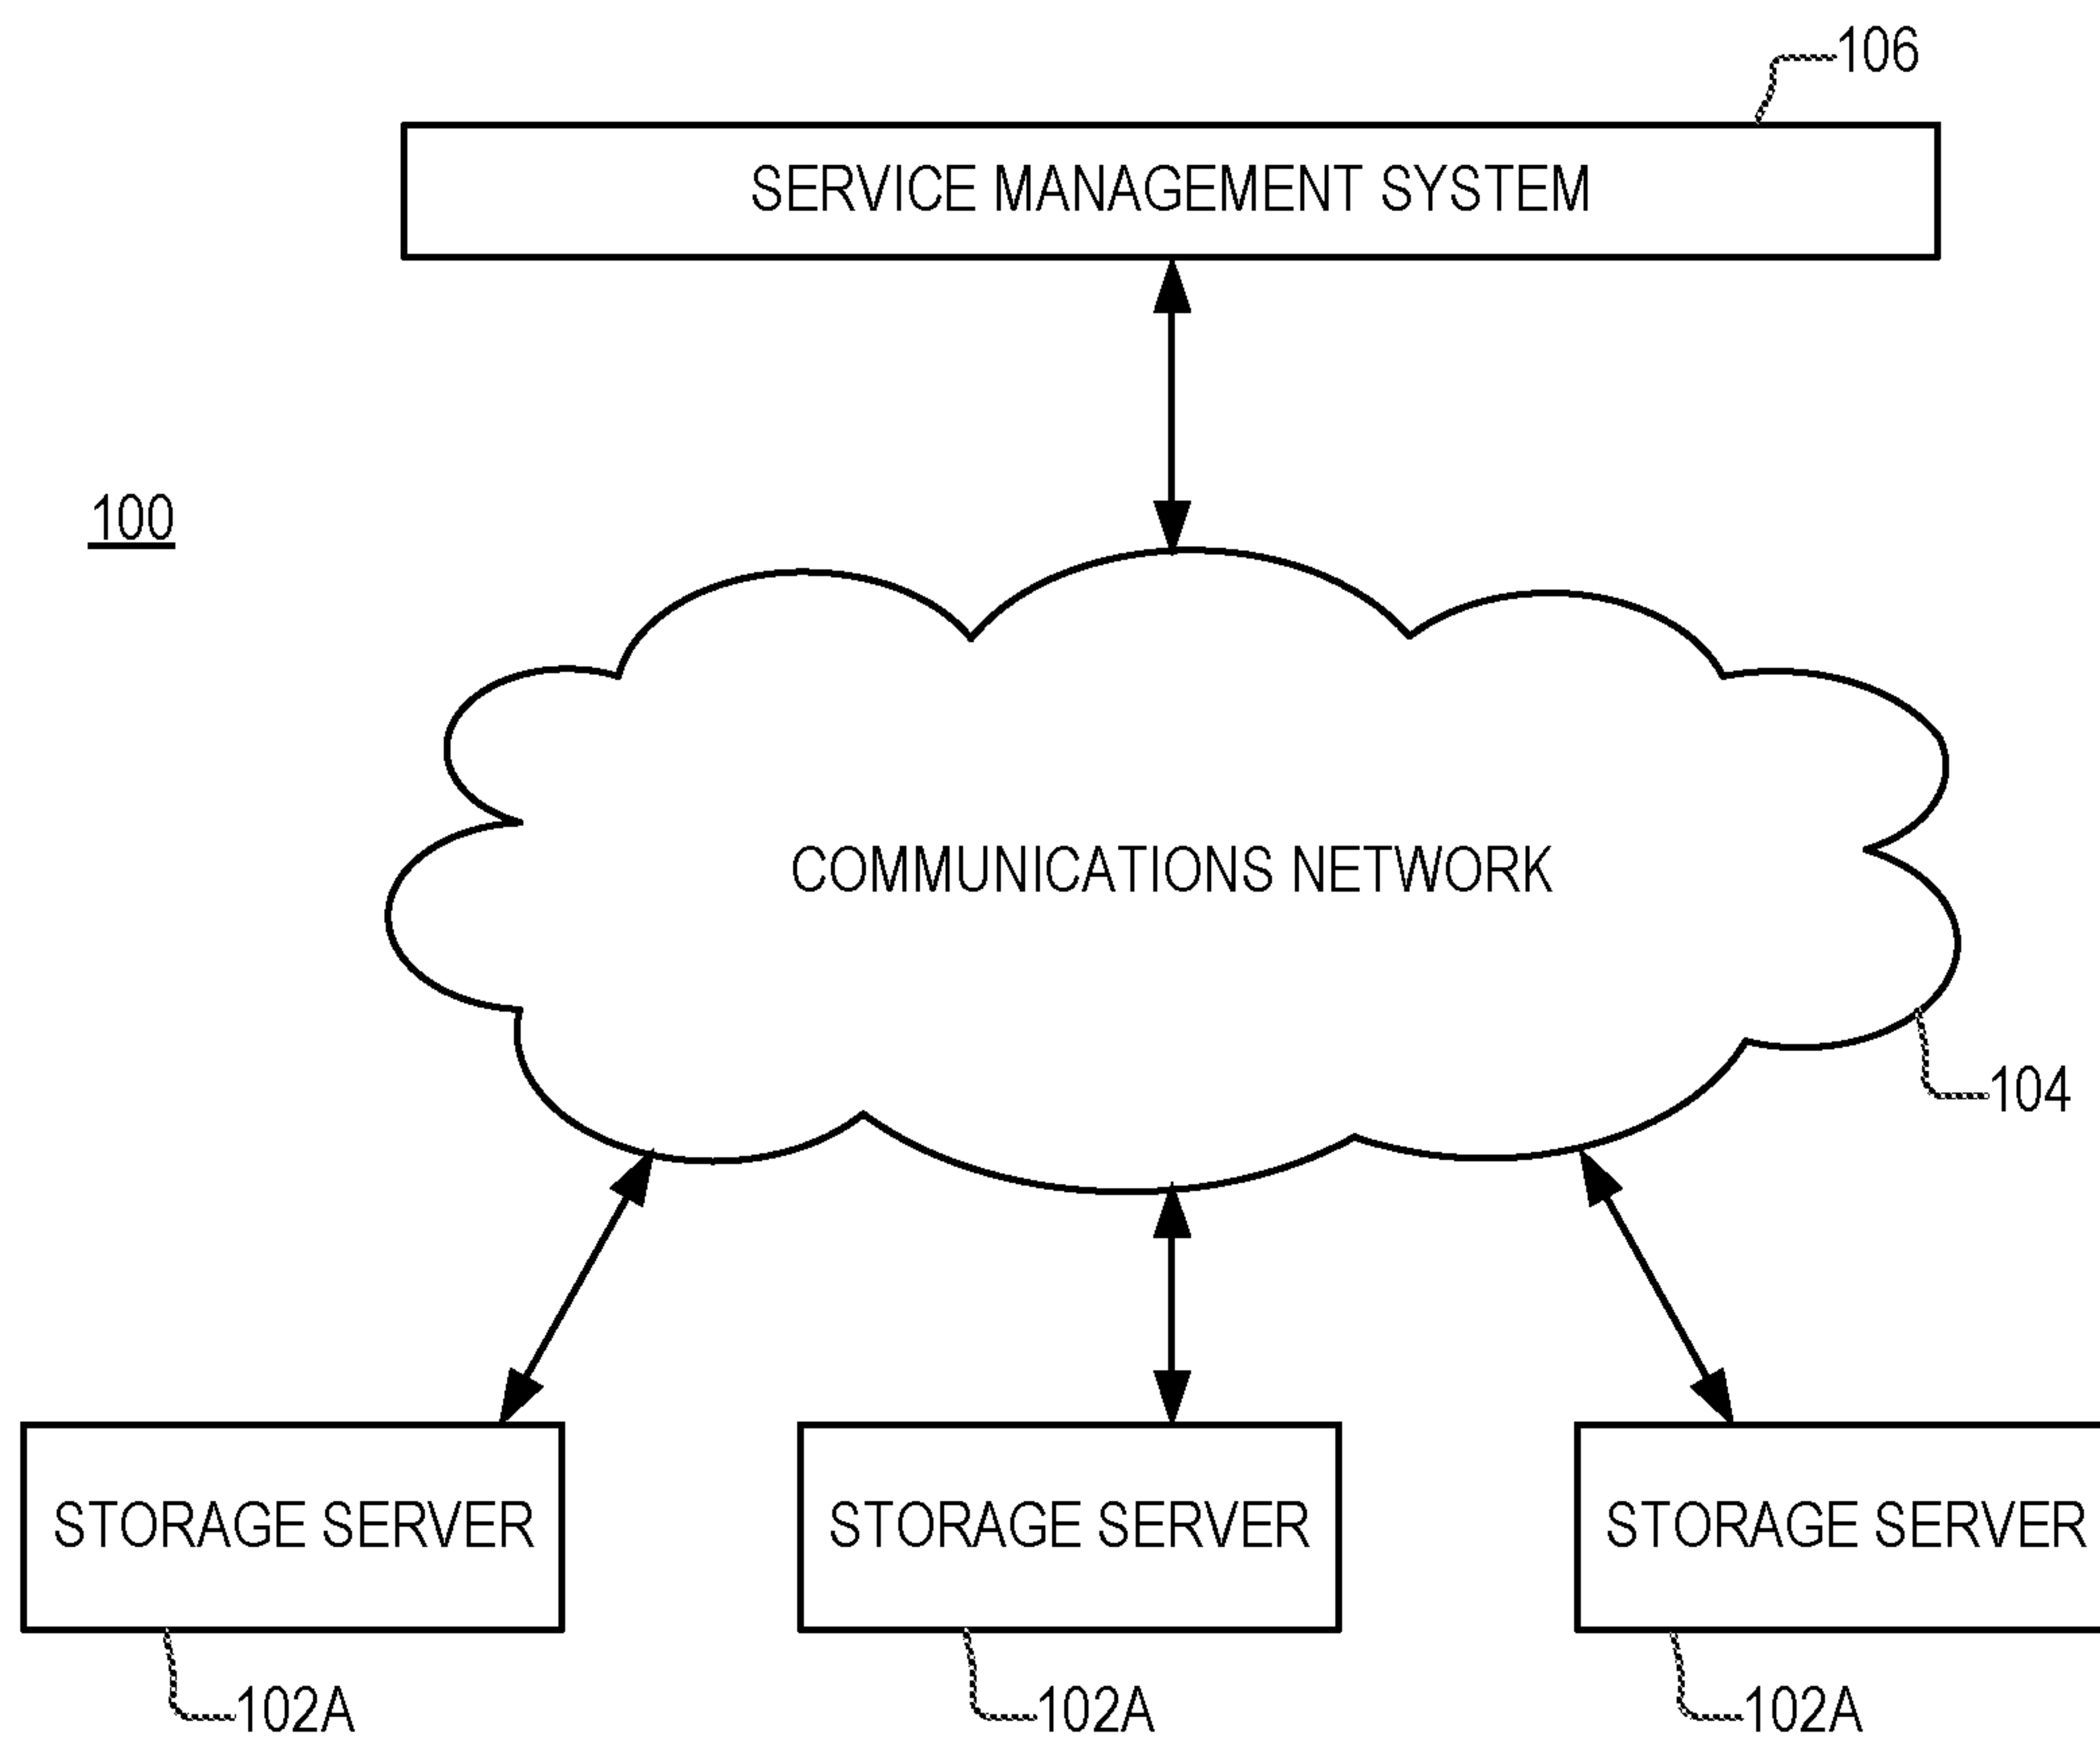 106
SERVICE MANAGEMENT SYSTEM
100
COMMUNICATIONS NETWORK
104
STORAGE SERVER
STORAGE SERVER
STORAGE SERVER
102A
102A
102A